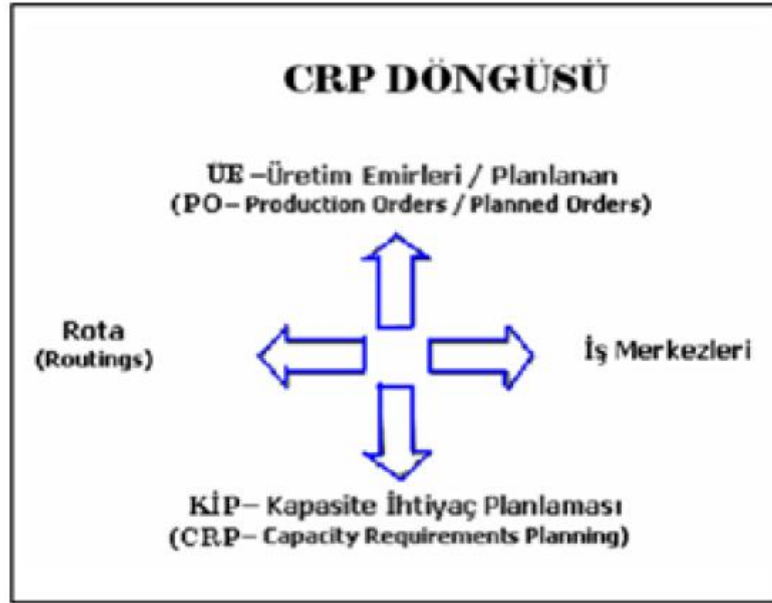 CRP DÖNGÜSÜ
ÜE –Üretim Emirleri / Planlanan
(PO– Production Orders / Planned Orders)
Rota
(Routings)
İş Merkezleri
KİP– Kapasite İhtiyaç Planlaması
(CRP– Capacity Requirements Planning)